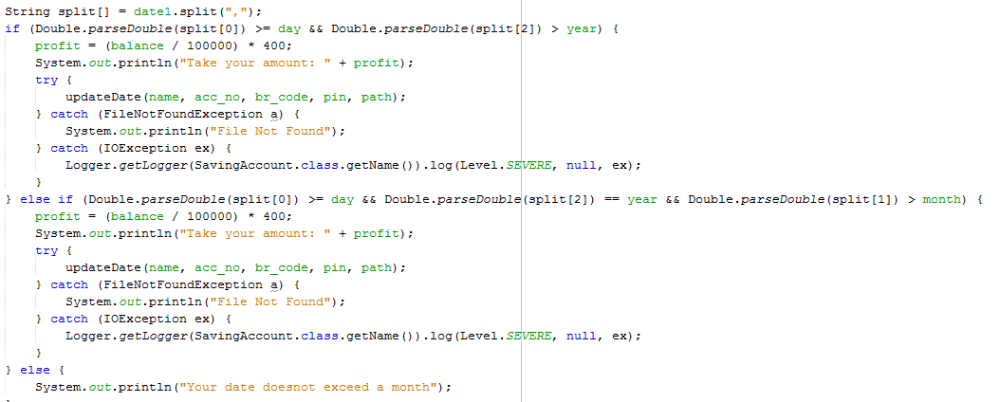 String split[] = date1.split(",");
if (Double.parseDouble(split[0]) >= day && Double.parseDouble(split[2]) > year) {
profit = (balance / 100000) * 400;
System.out.println("Take your amount: " + profit);
try {
updateDate(name, acc_no, br_code, pin, path);
} catch (FileNotFoundException a) {
System.out.println("File Not Found");
} catch (IOException ex) {
Logger.getLogger(SavingAccount.class.getName()).log(Level.SEVERE, null, ex);
}
} else if (Double.parseDouble(split[0]) >= day && Double.parseDouble(split[2]) == year && Double.parseDouble(split[1]) > month) {
profit = (balance / 100000) * 400;
System.out.println("Take your amount: " + profit);
try {
updateDate(name, acc_no, br_code, pin, path);
} catch (FileNotFoundException a) {
System.out.println("File Not Found");
} catch (IOException ex) {
Logger.getLogger(SavingAccount.class.getName()).log(Level.SEVERE, null, ex);
}
} else {
System.out.println("Your date doesnot exceed a month");